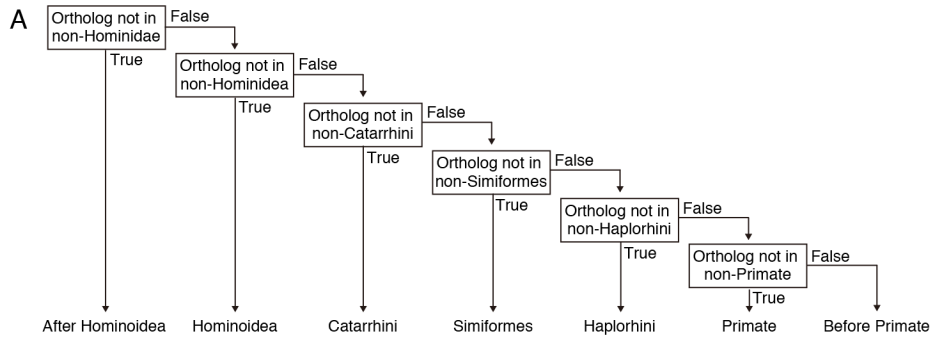 A
Ortholog not in
non-Hominidae
False
True
Ortholog not in
non-Hominidea
False
True
Ortholog not in
non-Catarrhini
False
True
Ortholog not in
non-Simiformes
False
True
Ortholog not in
non-Haplorhini
False
True
Ortholog not in
non-Primate
False
True
After Hominoidea
Hominoidea
Catarrhini
Simiformes
Haplorhini
Primate
Before Primate